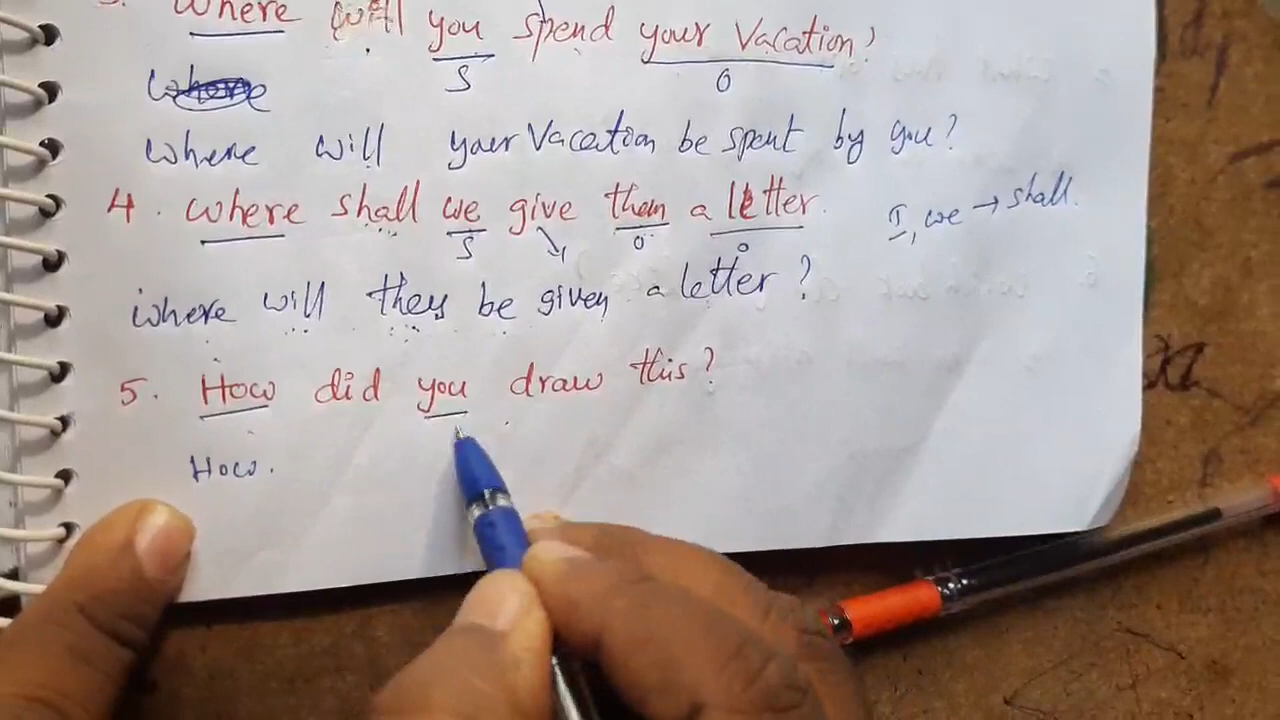 3. Where will you spend your vacation?
S O
where
where will your Vacation be spent by you?
4. where shall we give them a letter.
I, we → shall.
S O O
where will they be given a letter?
5. How did you draw this?
How.